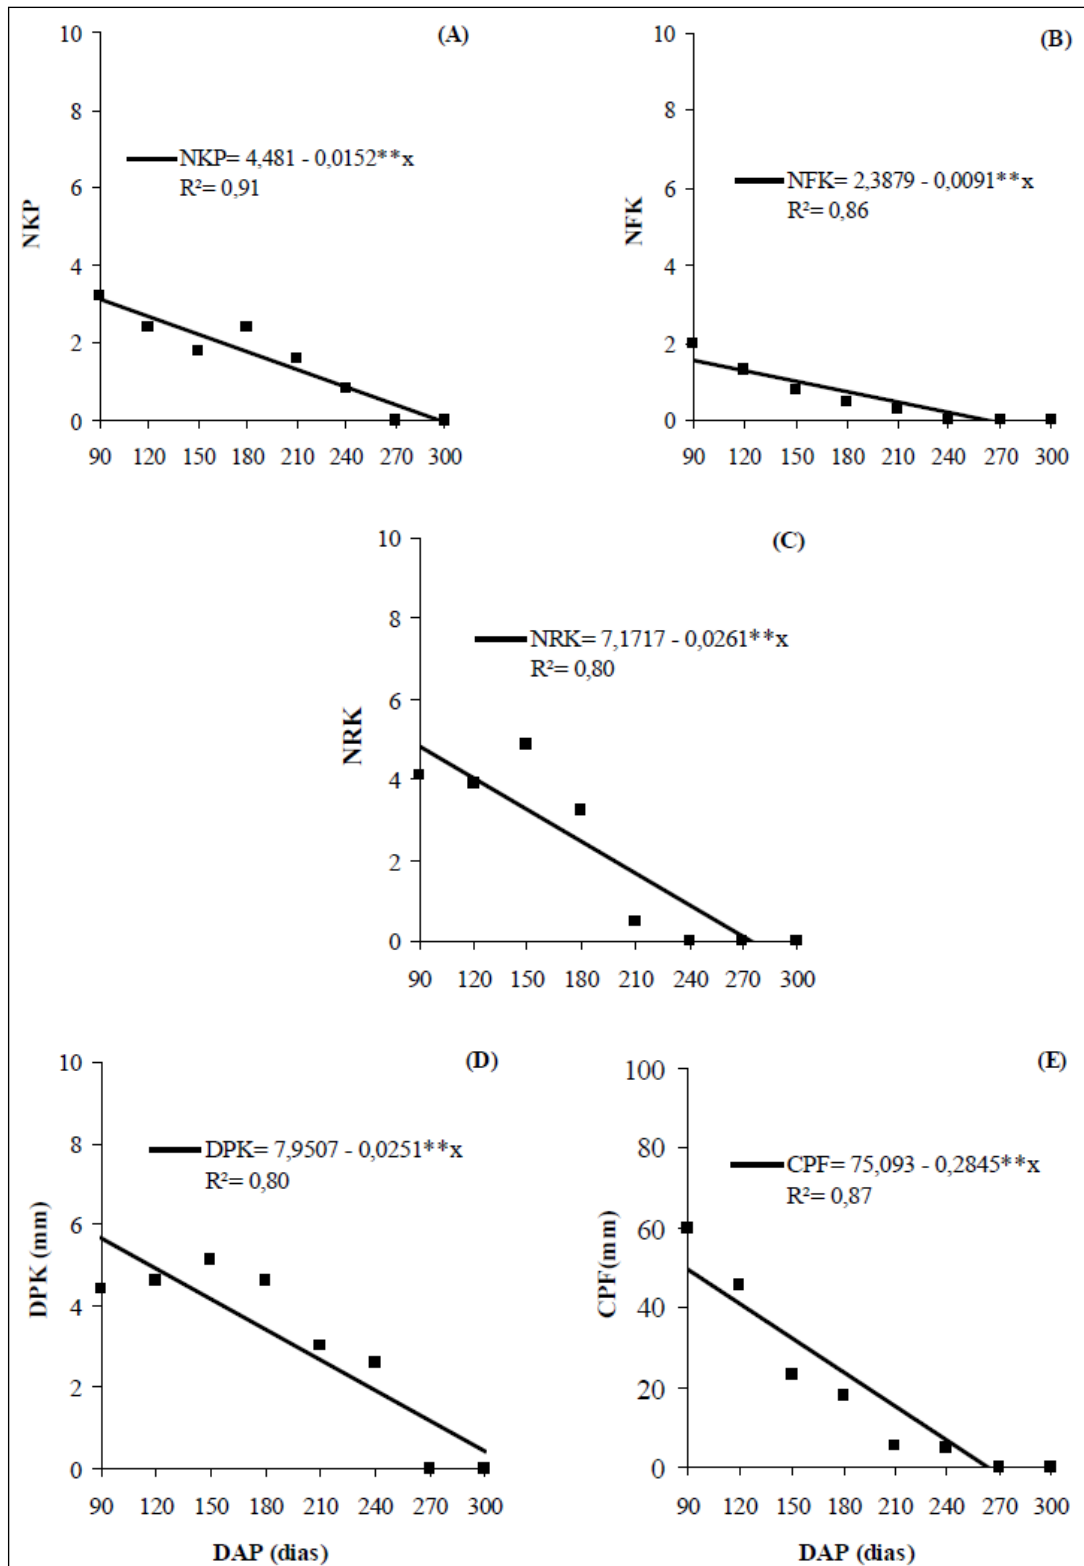 (A)
10
8
6
4
2
0
NKP
NKP= 4,481 - 0,0152**x
R²= 0,91
90 120 150 180 210 240 270 300
(B)
10
8
6
4
2
0
NFK
NFK= 2,3879 - 0,0091**x
R²= 0,86
90 120 150 180 210 240 270 300
(C)
10
8
6
4
2
0
NRK
NRK= 7,1717 - 0,0261**x
R²= 0,80
90 120 150 180 210 240 270 300
(D)
10
8
6
4
2
0
DPK (mm)
DPK= 7,9507 - 0,0251**x
R²= 0,80
90 120 150 180 210 240 270 300
DAP (dias)
(E)
100
80
60
40
20
0
CPF(mm)
CPF= 75,093 - 0,2845**x
R²= 0,87
90 120 150 180 210 240 270 300
DAP (dias)